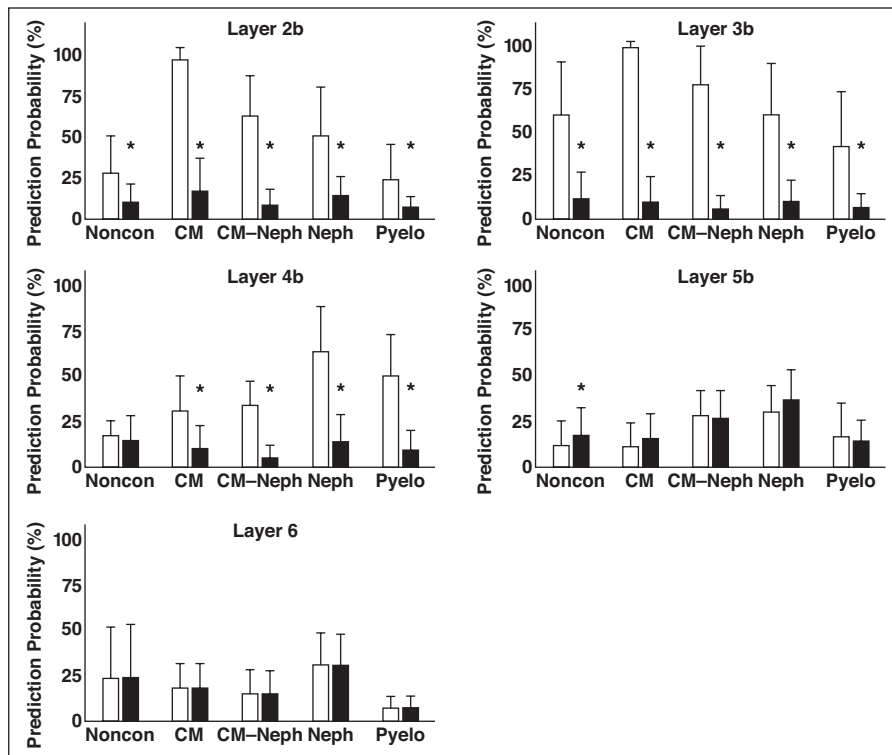 Layer 2b
Prediction Probability (%)
100
75
50
25
0
*
*
*
*
*
Noncon CM CM–Neph Neph Pyelo
Layer 3b
Prediction Probability (%)
100
75
50
25
0
*
*
*
*
*
Noncon CM CM–Neph Neph Pyelo
Layer 4b
Prediction Probability (%)
100
75
50
25
0
*
*
*
*
Noncon CM CM–Neph Neph Pyelo
Layer 5b
Prediction Probability (%)
100
75
50
25
0
*
Noncon CM CM–Neph Neph Pyelo
Layer 6
Prediction Probability (%)
100
75
50
25
0
Noncon CM CM–Neph Neph Pyelo